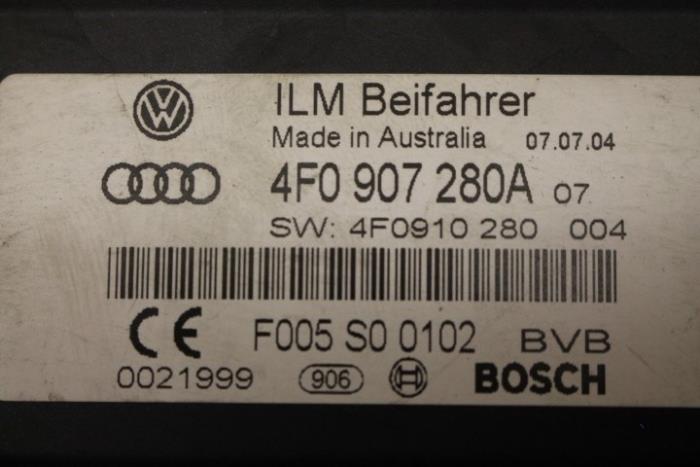 ILM Beifahrer
Made in Australia 07.07.04
4F0 907 280A 07
SW: 4F0910 280 004
CE F005 S0 0102 BVB
0021999 906 BOSCH